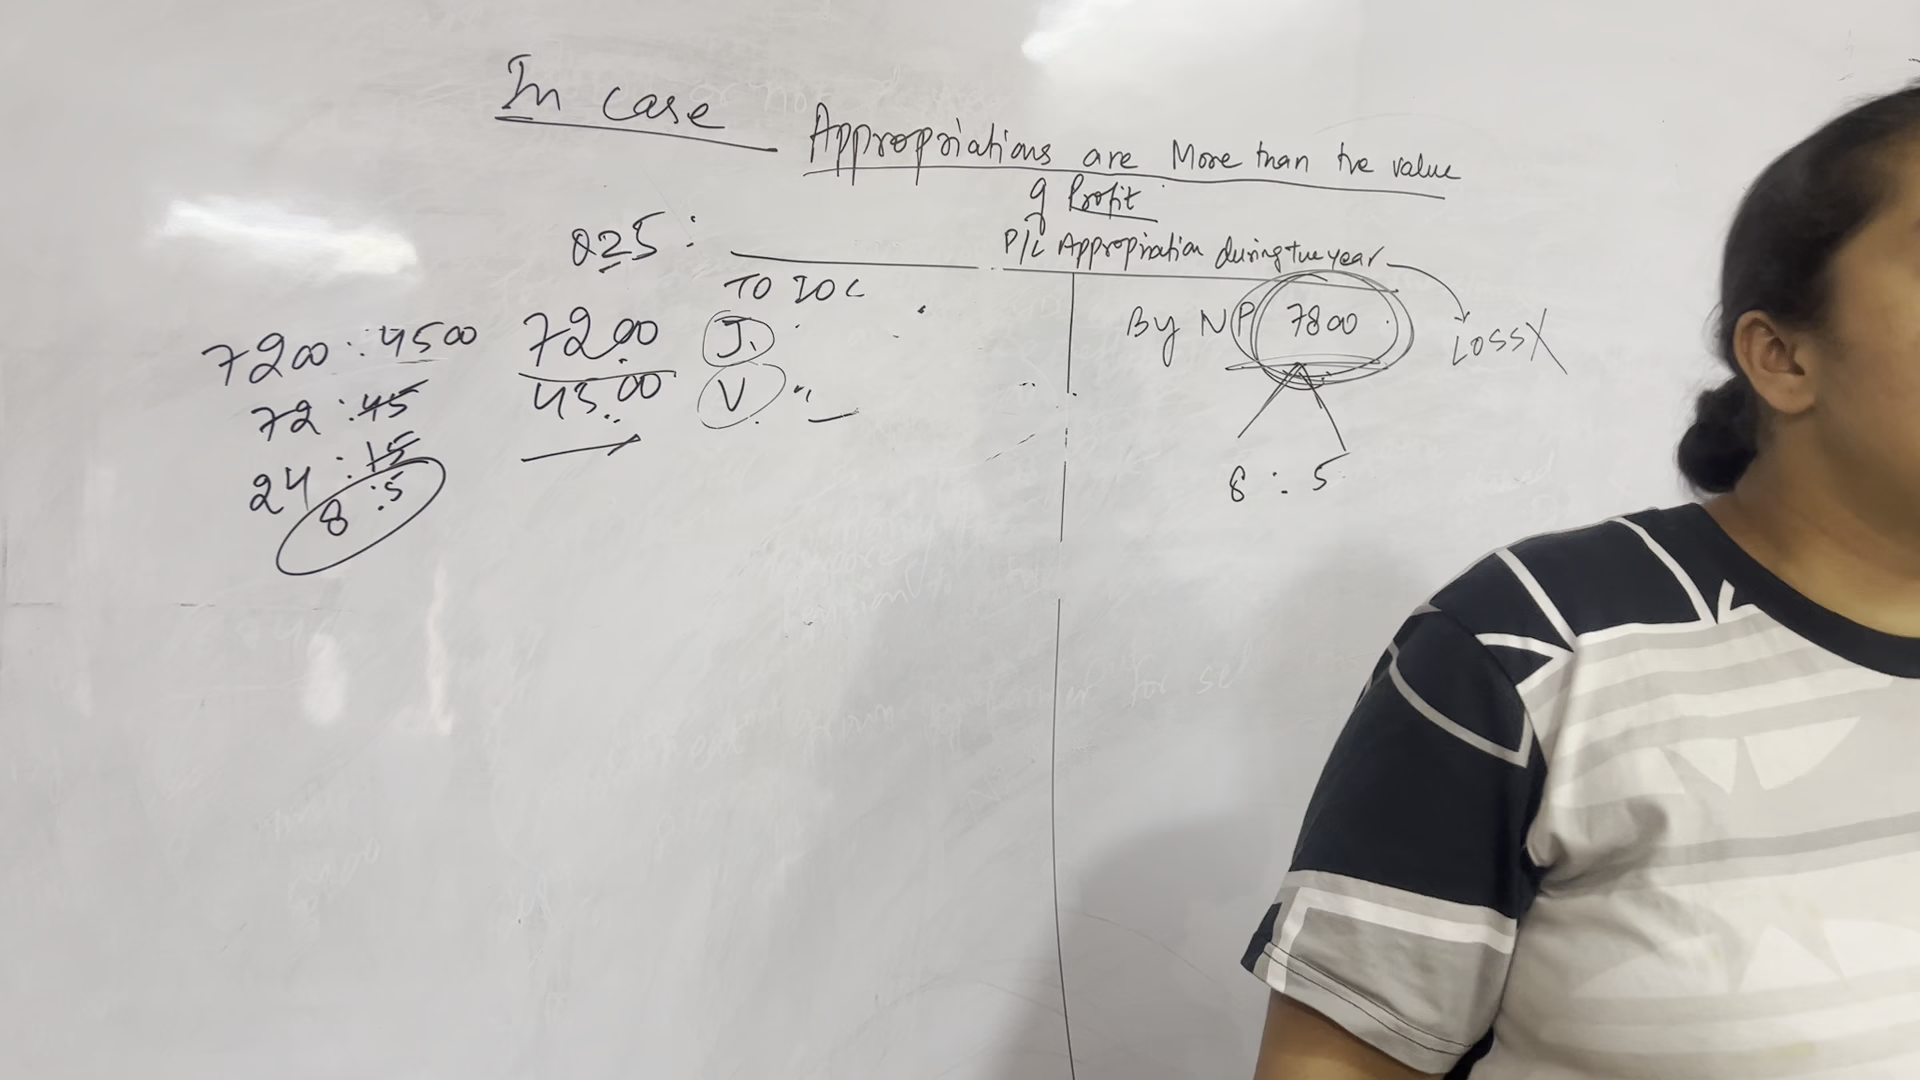 In case
Appropriations are More than the value
of Profit
Q25 :
P/L Appropriation during the year
TO IOC
By NP 7800
LOSS X
7200 : 4500
7200 J.
72 : 45
4500 V "
24 : 15
8 : 5
8 : 5